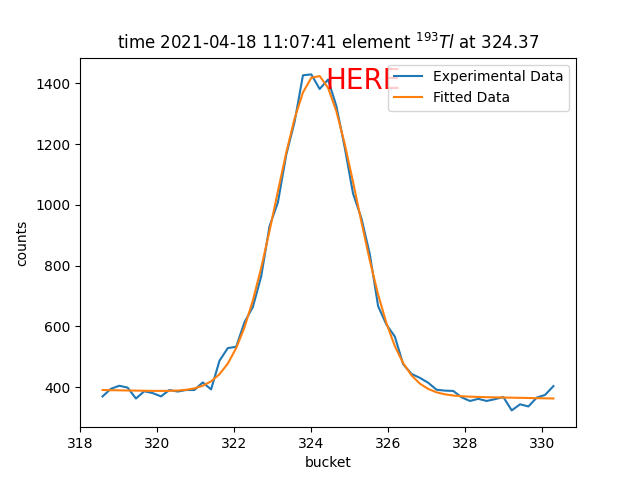 time 2021-04-18 11:07:41 element ¹⁹³Tl at 324.37
HERE
Experimental Data
Fitted Data
counts
1400
1200
1000
800
600
400
318 320 322 324 326 328 330
bucket